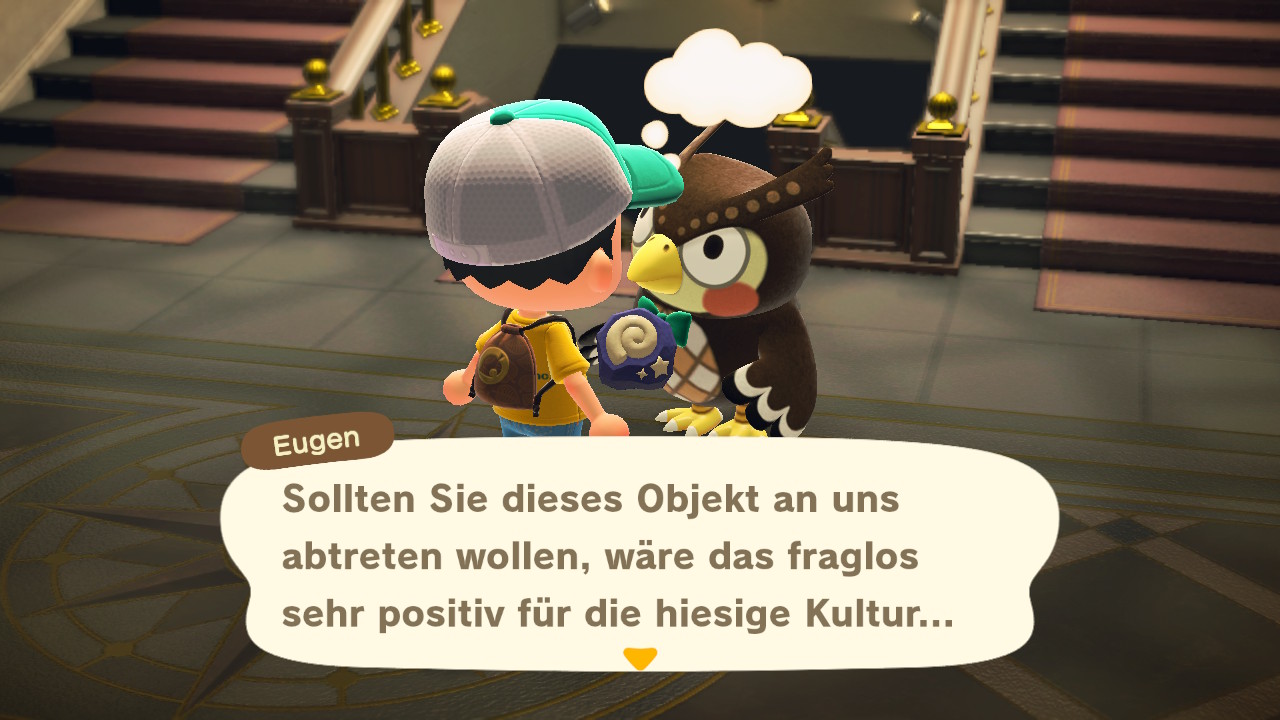 Eugen
Sollten Sie dieses Objekt an uns
abtreten wollen, wäre das fraglos
sehr positiv für die hiesige Kultur...